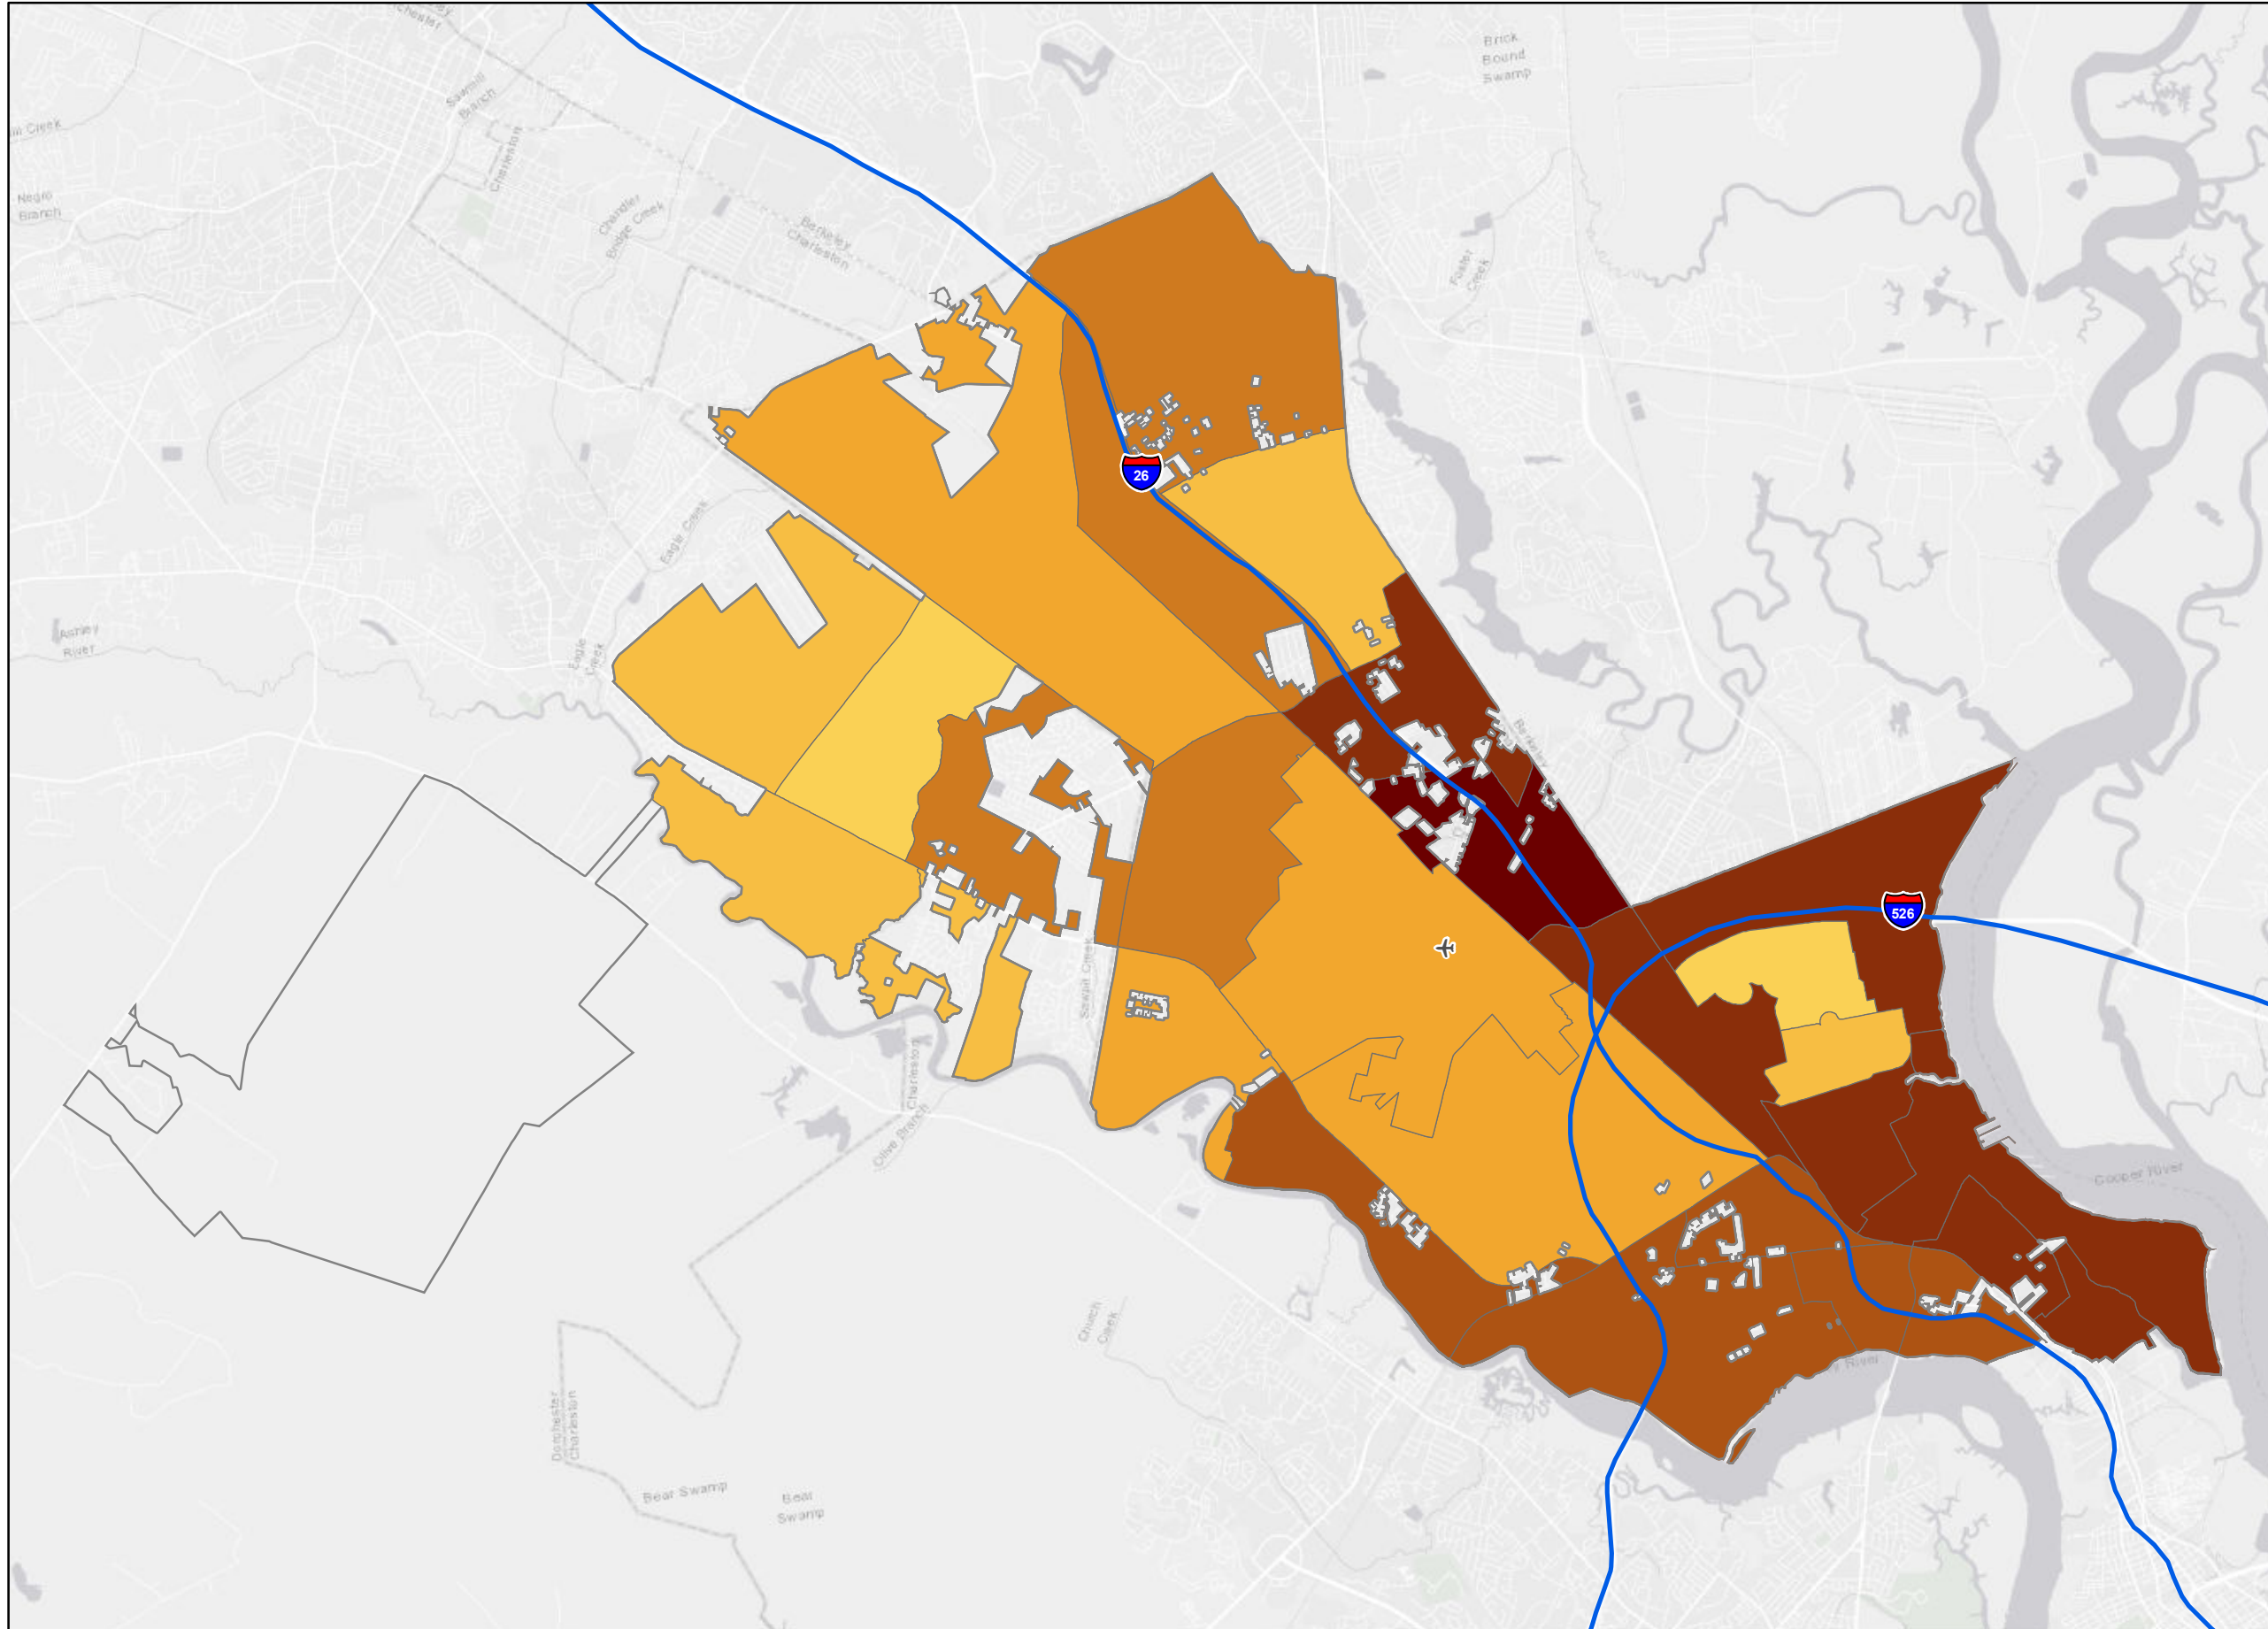 Brick
Bound
Swamp
Sawmill
Branch
Charleston
Negro
Branch
Chandler
Bridge Creek
Berkeley
Charleston
Foster
Creek
26
Eagle Creek
Ashley
River
Eagle
Creek
Berkeley
526
Sawpit Creek
Charleston
Olive Branch
Cooper River
Church
Creek
River
Dorchester
Charleston
Bear Swamp
Bear
Swamp